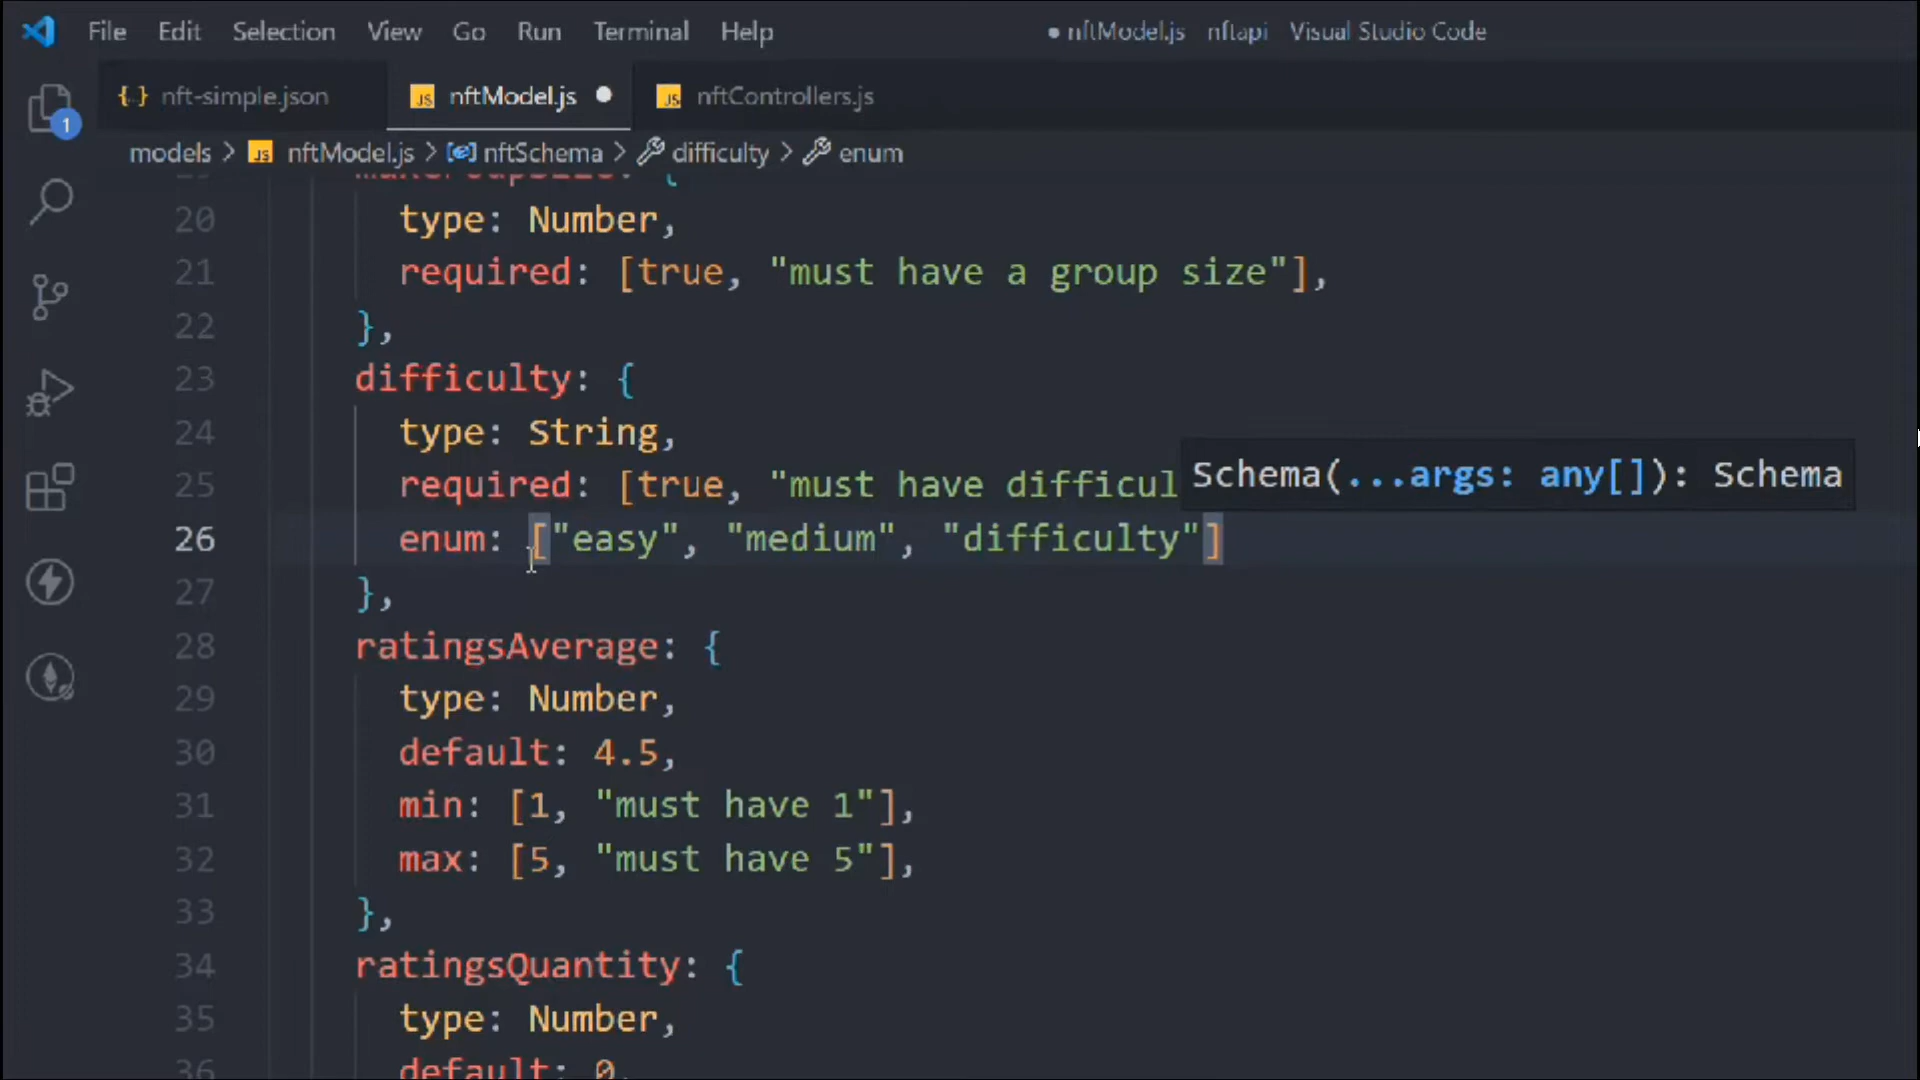 File Edit Selection View Go Run Terminal Help ● nftModel.js nftapi Visual Studio Code
{..} nft-simple.json JS nftModel.js ● JS nftControllers.js
1
models > JS nftModel.js > nftSchema > difficulty > enum
20 type: Number,
21 required: [true, "must have a group size"],
22 },
23 difficulty: {
24 type: String,
25 required: [true, "must have difficul
Schema(...args: any[]): Schema
26 enum: ["easy", "medium", "difficulty"]
27 },
28 ratingsAverage: {
29 type: Number,
30 default: 4.5,
31 min: [1, "must have 1"],
32 max: [5, "must have 5"],
33 },
34 ratingsQuantity: {
35 type: Number,
36 default: 0,